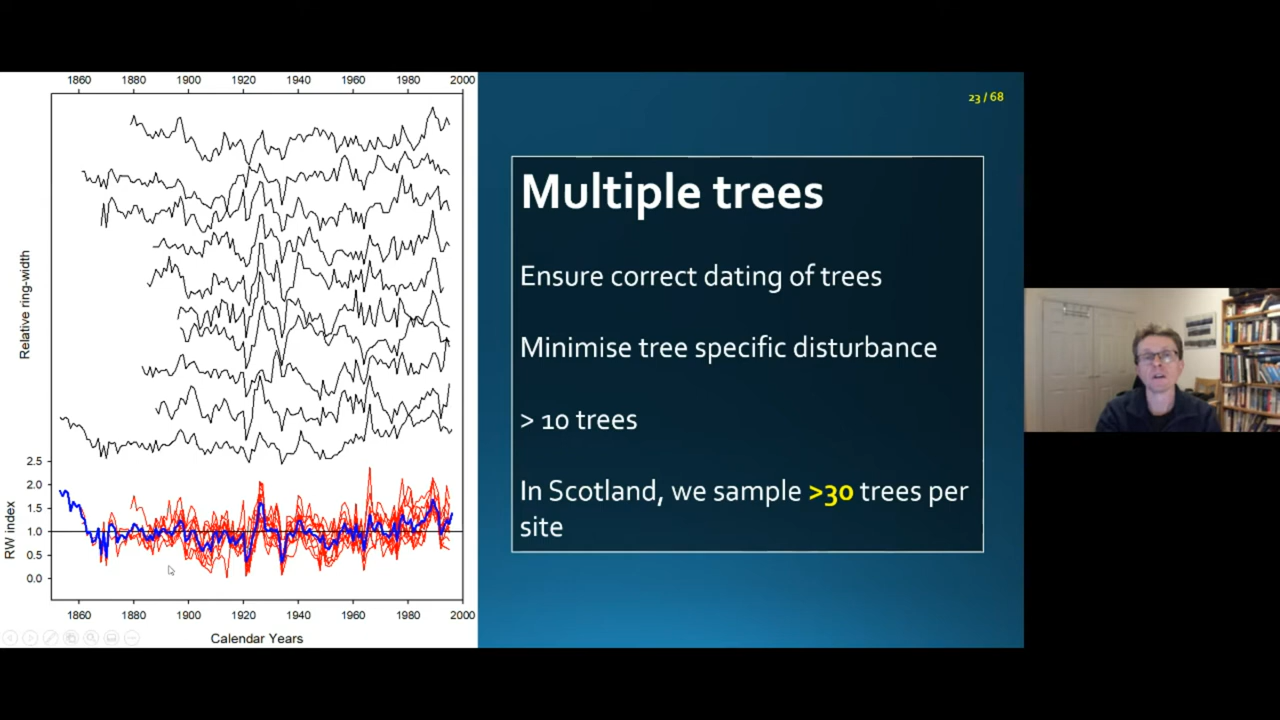 1860 1880 1900 1920 1940 1960 1980 2000
23 / 68
Multiple trees
Ensure correct dating of trees
Minimise tree specific disturbance
> 10 trees
In Scotland, we sample >30 trees per
site
Relative ring-width
RW index
2.5
2.0
1.5
1.0
0.5
0.0
1860 1880 1900 1920 1940 1960 1980 2000
Calendar Years